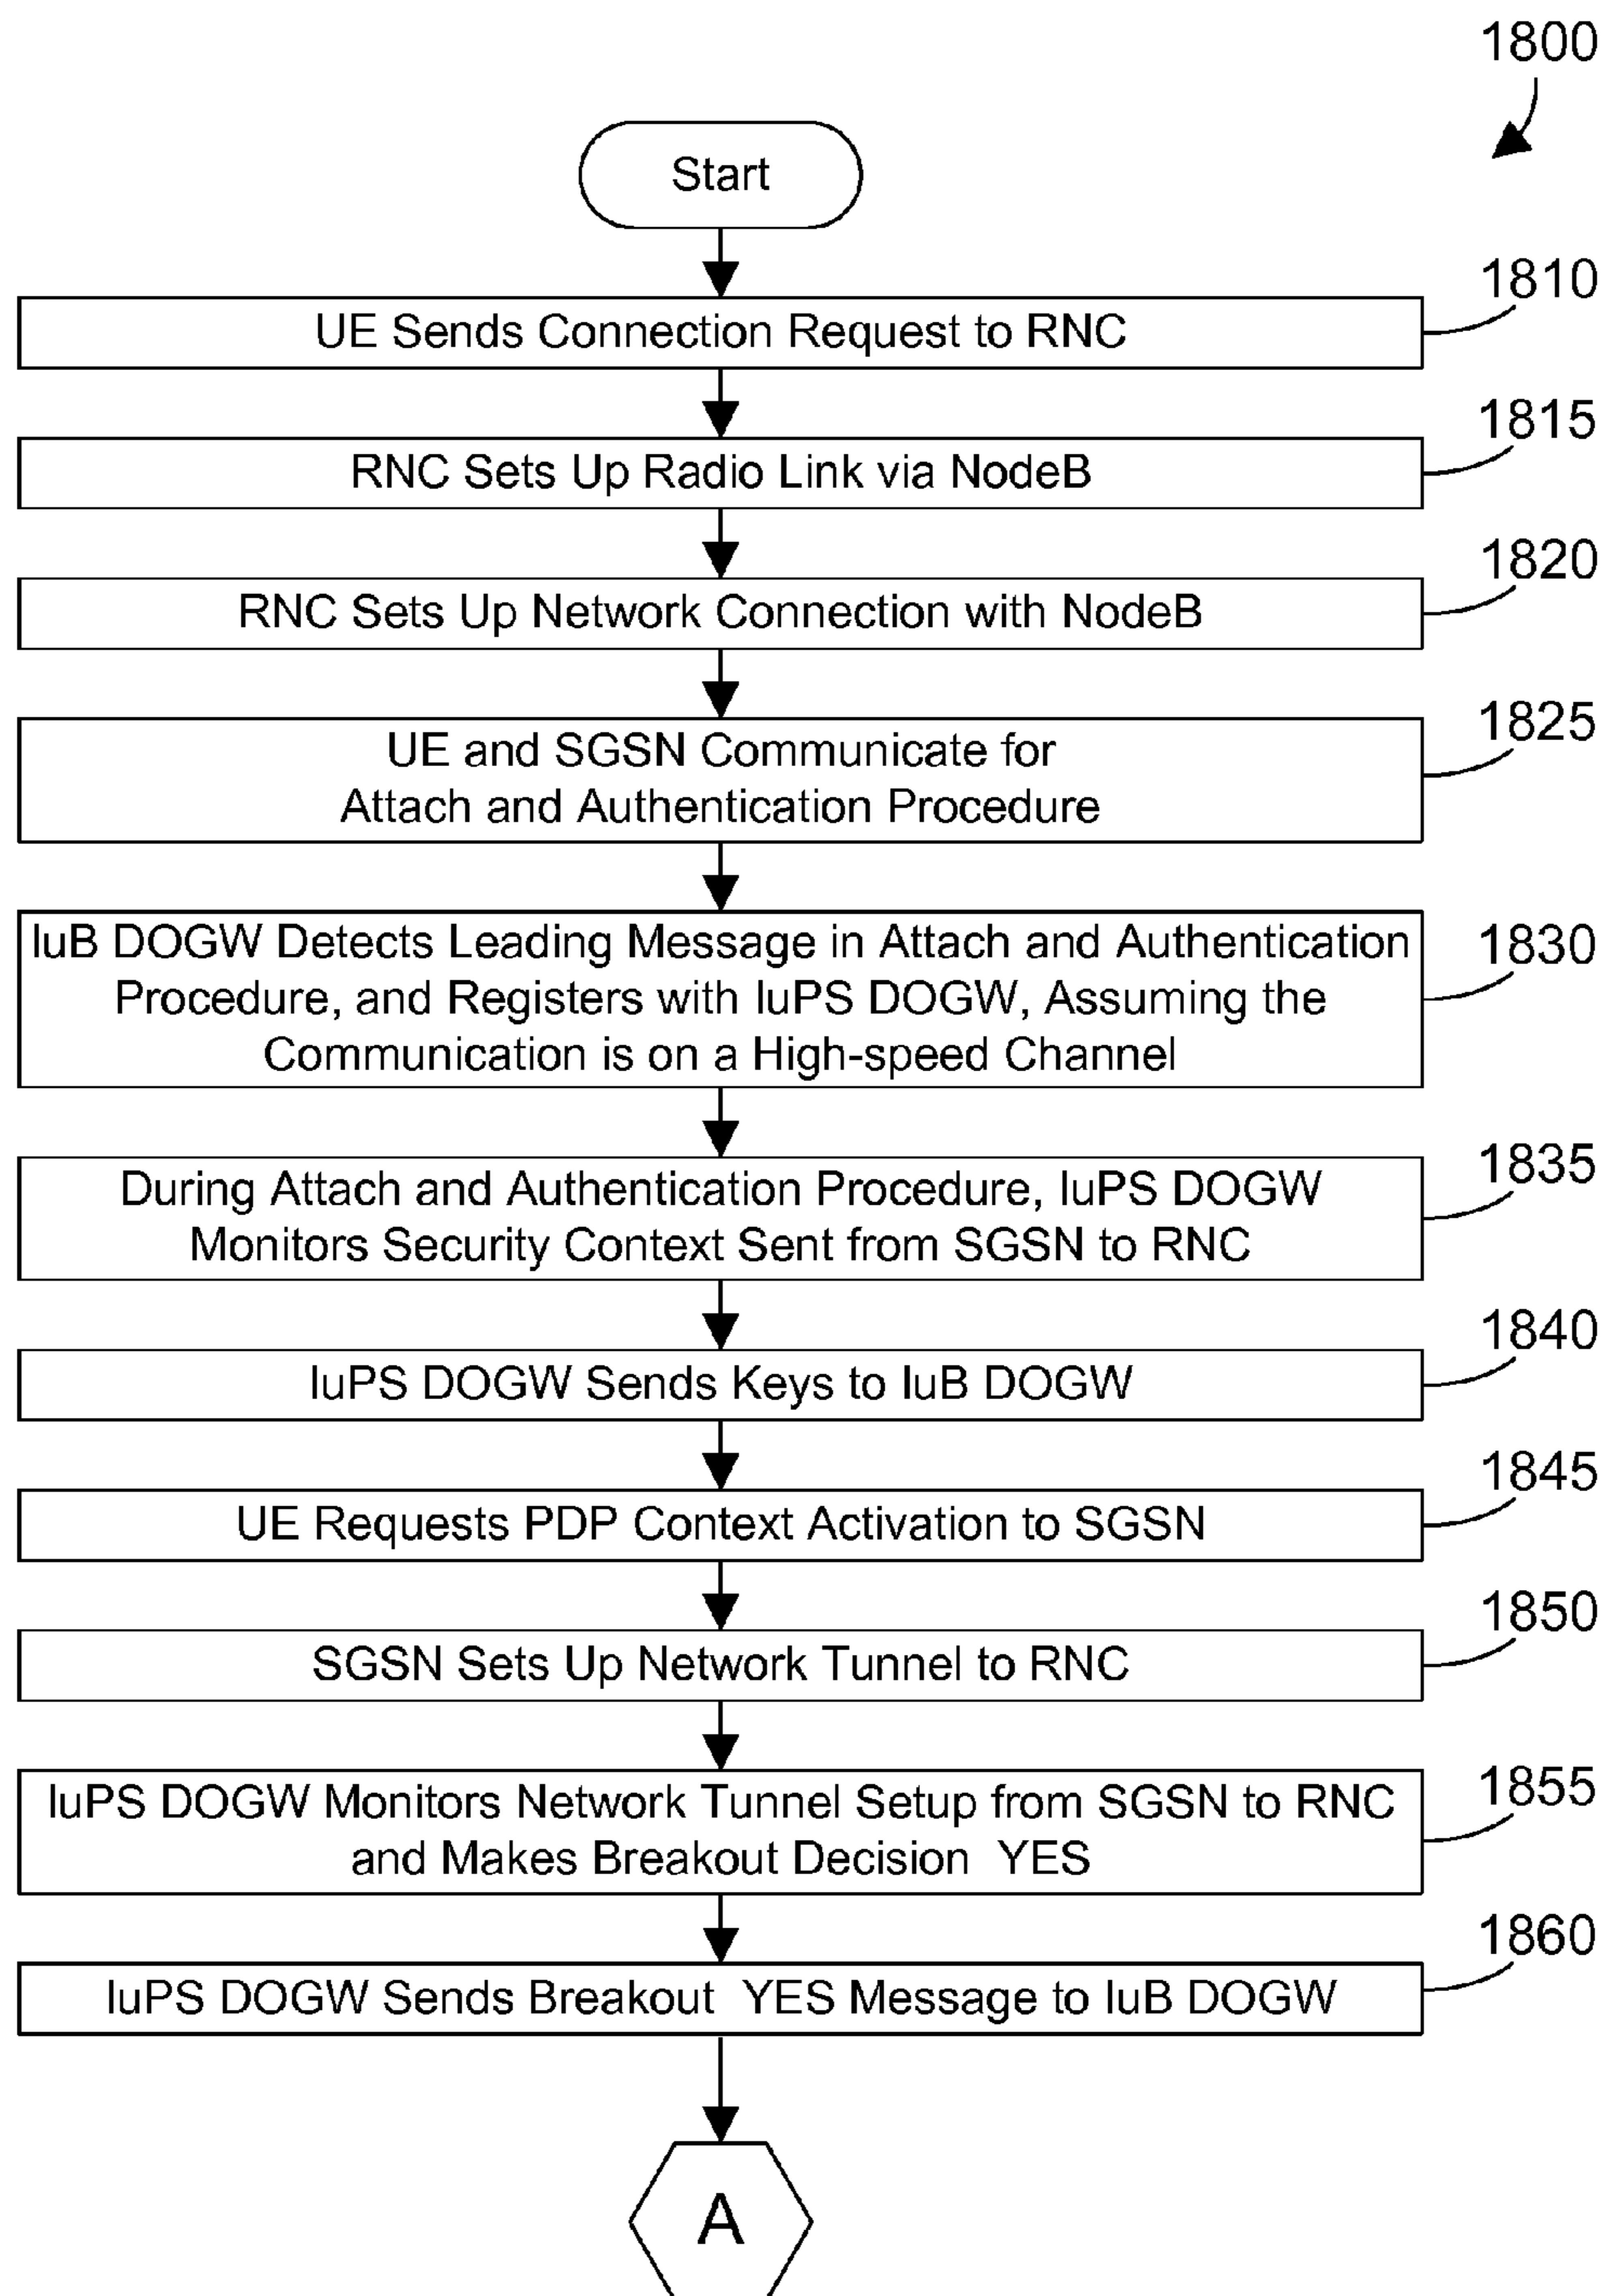 1800
Start
1810
UE Sends Connection Request to RNC
1815
RNC Sets Up Radio Link via NodeB
1820
RNC Sets Up Network Connection with NodeB
1825
UE and SGSN Communicate for
Attach and Authentication Procedure
1830
IuB DOGW Detects Leading Message in Attach and Authentication
Procedure, and Registers with IuPS DOGW, Assuming the
Communication is on a High-speed Channel
1835
During Attach and Authentication Procedure, IuPS DOGW
Monitors Security Context Sent from SGSN to RNC
1840
IuPS DOGW Sends Keys to IuB DOGW
1845
UE Requests PDP Context Activation to SGSN
1850
SGSN Sets Up Network Tunnel to RNC
1855
IuPS DOGW Monitors Network Tunnel Setup from SGSN to RNC
and Makes Breakout Decision YES
1860
IuPS DOGW Sends Breakout YES Message to IuB DOGW
A